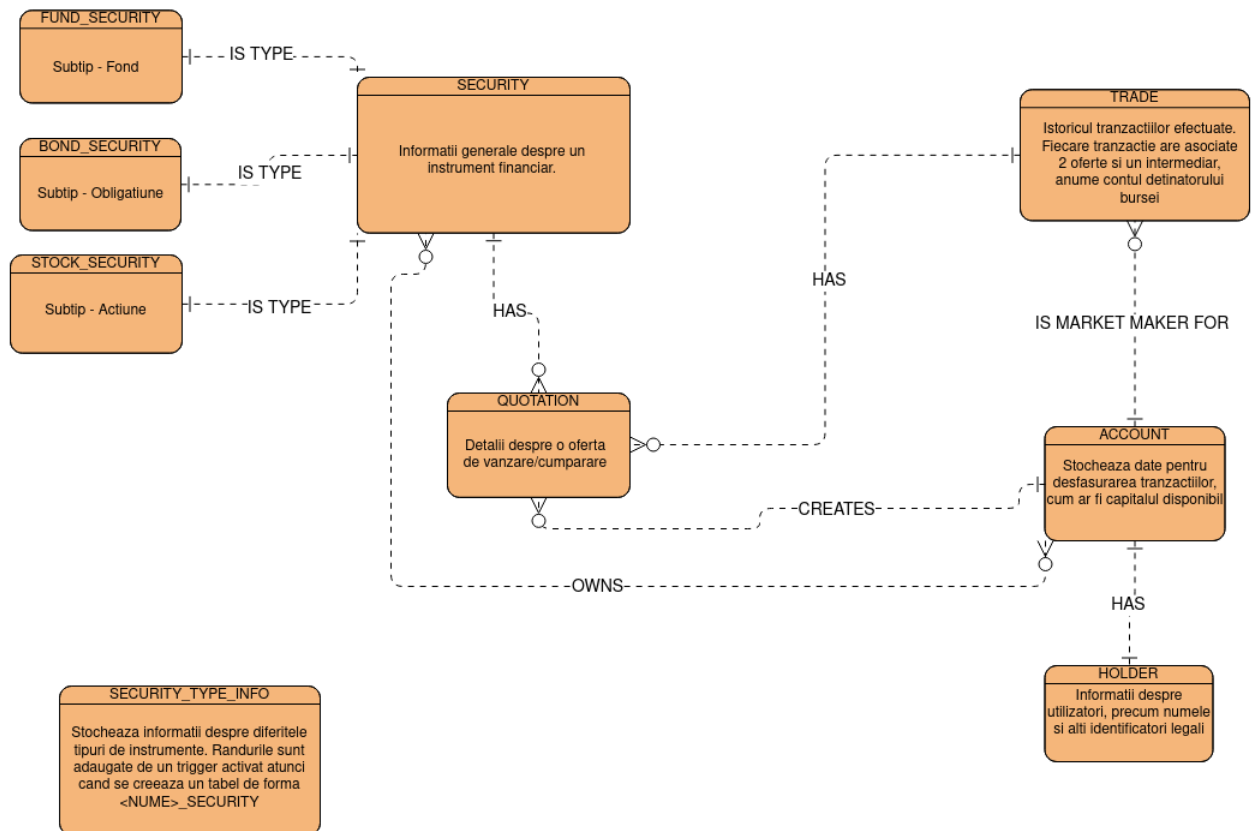 FUND_SECURITY
Subtip - Fond
IS TYPE
BOND_SECURITY
Subtip - Obligatiune
IS TYPE
STOCK_SECURITY
Subtip - Actiune
IS TYPE
SECURITY
Informatii generale despre un
instrument financiar.
TRADE
Istoricul tranzactiilor efectuate.
Fiecare tranzactie are asociate
2 oferte si un intermediar,
anume contul detinatorului
bursei
HAS
HAS
IS MARKET MAKER FOR
QUOTATION
Detalii despre o oferta
de vanzare/cumparare
ACCOUNT
Stocheaza date pentru
desfasurarea tranzactiilor,
cum ar fi capitalul disponibil
CREATES
OWNS
HAS
HOLDER
Informatii despre
utilizatori, precum numele
si alti identificatori legali
SECURITY_TYPE_INFO
Stocheaza informatii despre diferitele
tipuri de instrumente. Randurile sunt
adaugate de un trigger activat atunci
cand se creeaza un tabel de forma
<NUME>_SECURITY